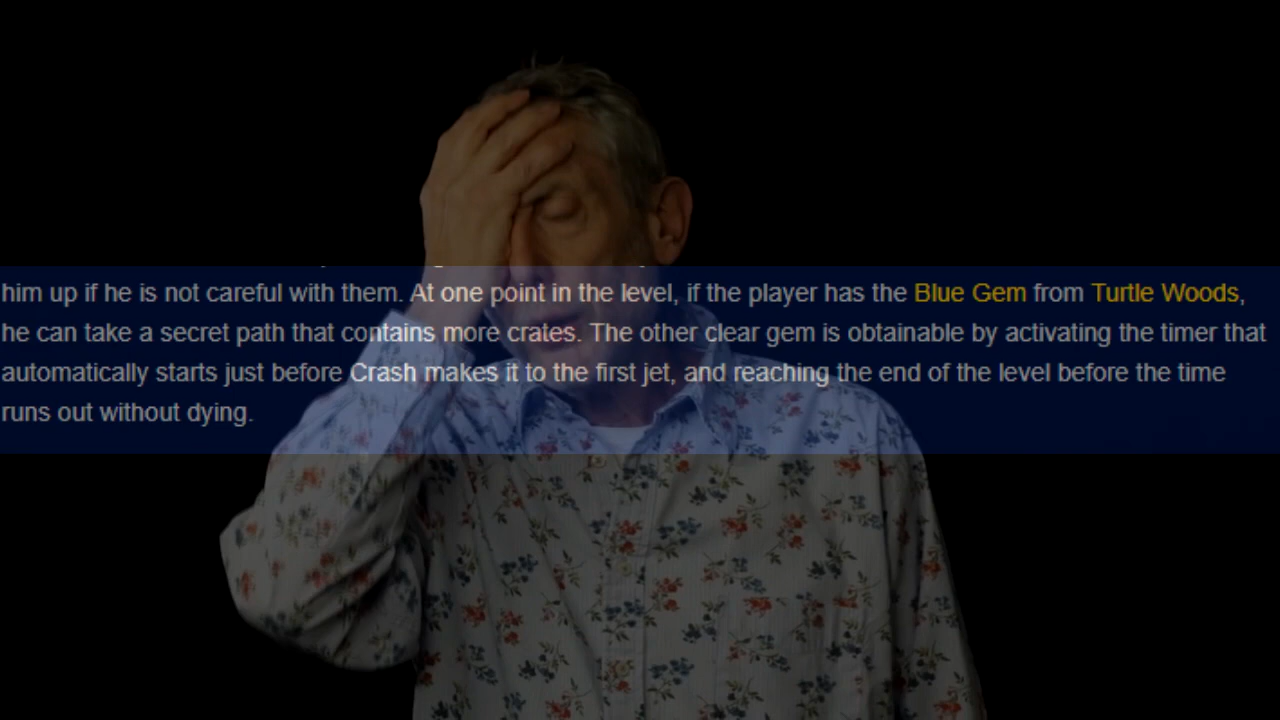 him up if he is not careful with them. At one point in the level, if the player has the Blue Gem from Turtle Woods,
he can take a secret path that contains more crates. The other clear gem is obtainable by activating the timer that
automatically starts just before Crash makes it to the first jet, and reaching the end of the level before the time
runs out without dying.